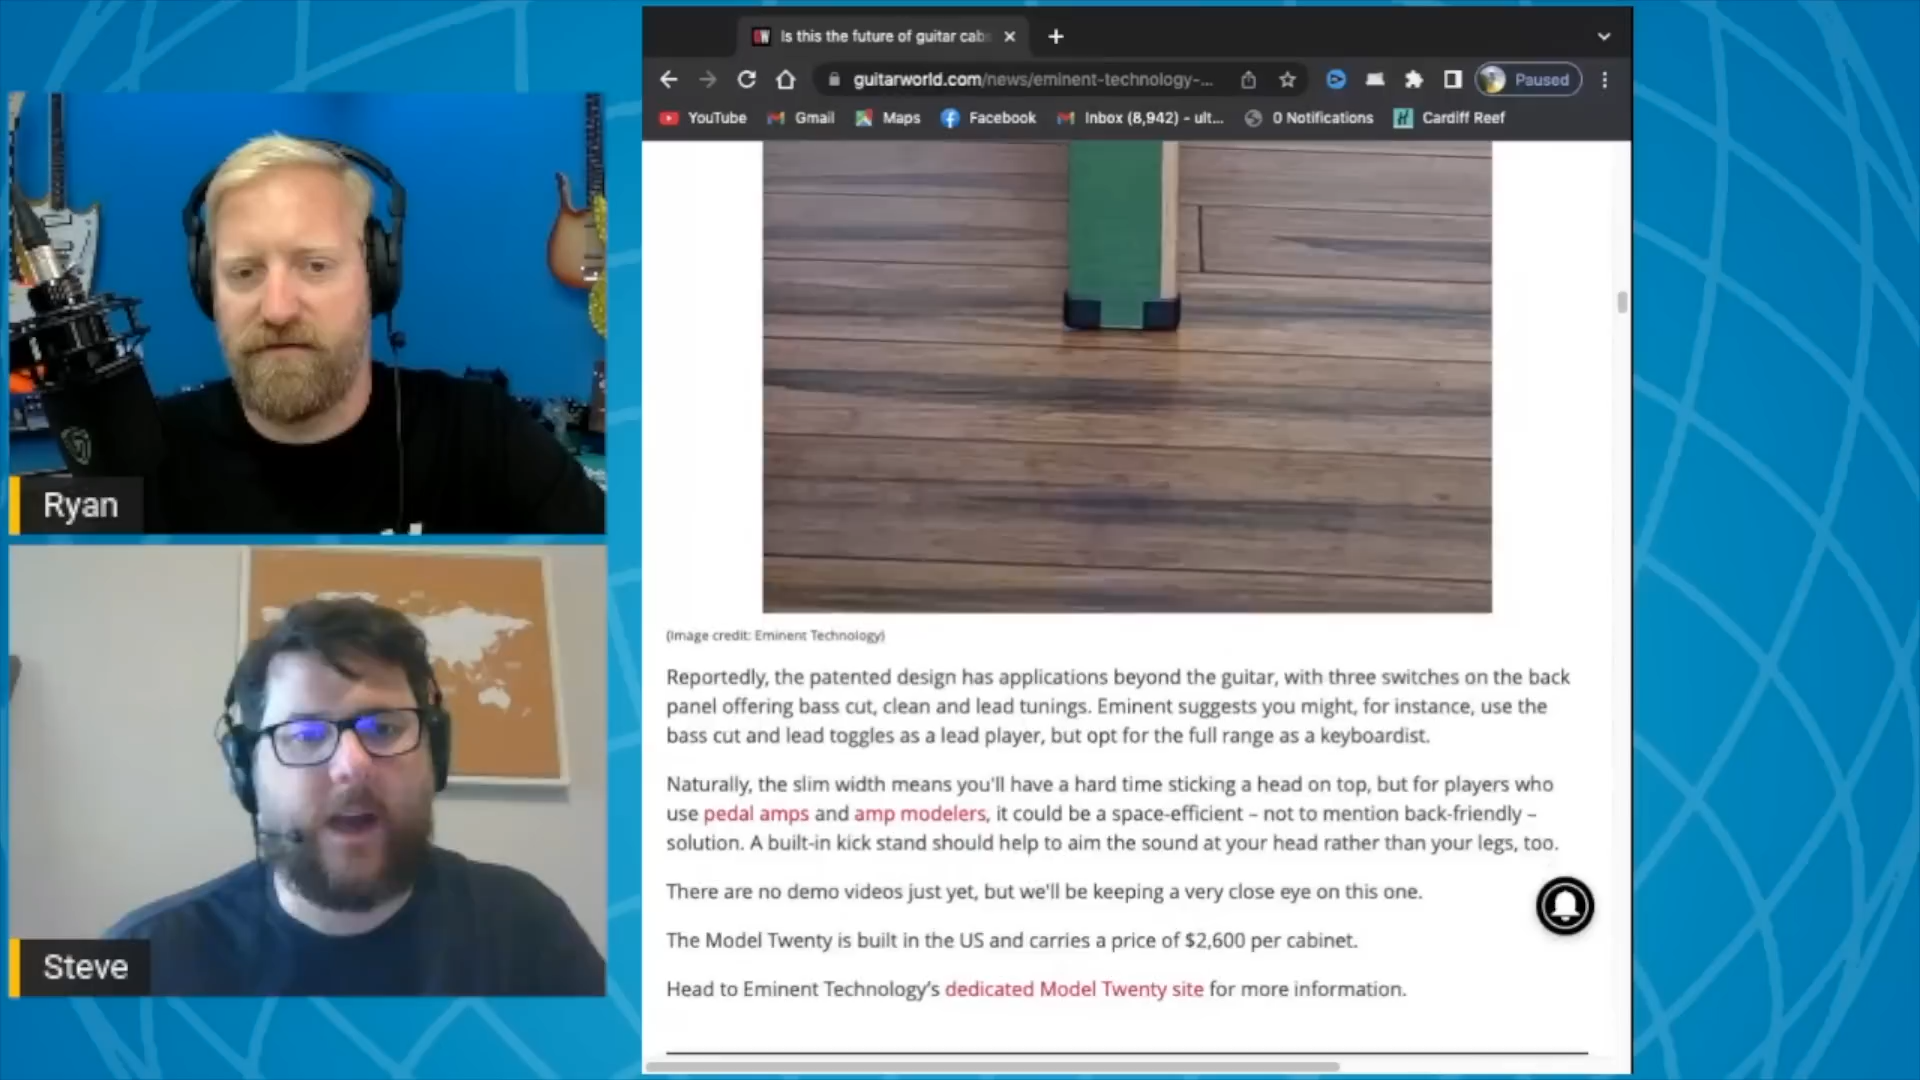 Is this the future of guitar cab
guitarworld.com/news/eminent-technology-...
Paused
YouTube
Gmail
Maps
Facebook
Inbox (8,942) - ult...
0 Notifications
Cardiff Reef
Ryan
Steve
(Image credit: Eminent Technology)
Reportedly, the patented design has applications beyond the guitar, with three switches on the back
panel offering bass cut, clean and lead tunings. Eminent suggests you might, for instance, use the
bass cut and lead toggles as a lead player, but opt for the full range as a keyboardist.
Naturally, the slim width means you'll have a hard time sticking a head on top, but for players who
use pedal amps and amp modelers, it could be a space-efficient – not to mention back-friendly –
solution. A built-in kick stand should help to aim the sound at your head rather than your legs, too.
There are no demo videos just yet, but we'll be keeping a very close eye on this one.
The Model Twenty is built in the US and carries a price of $2,600 per cabinet.
Head to Eminent Technology’s dedicated Model Twenty site for more information.